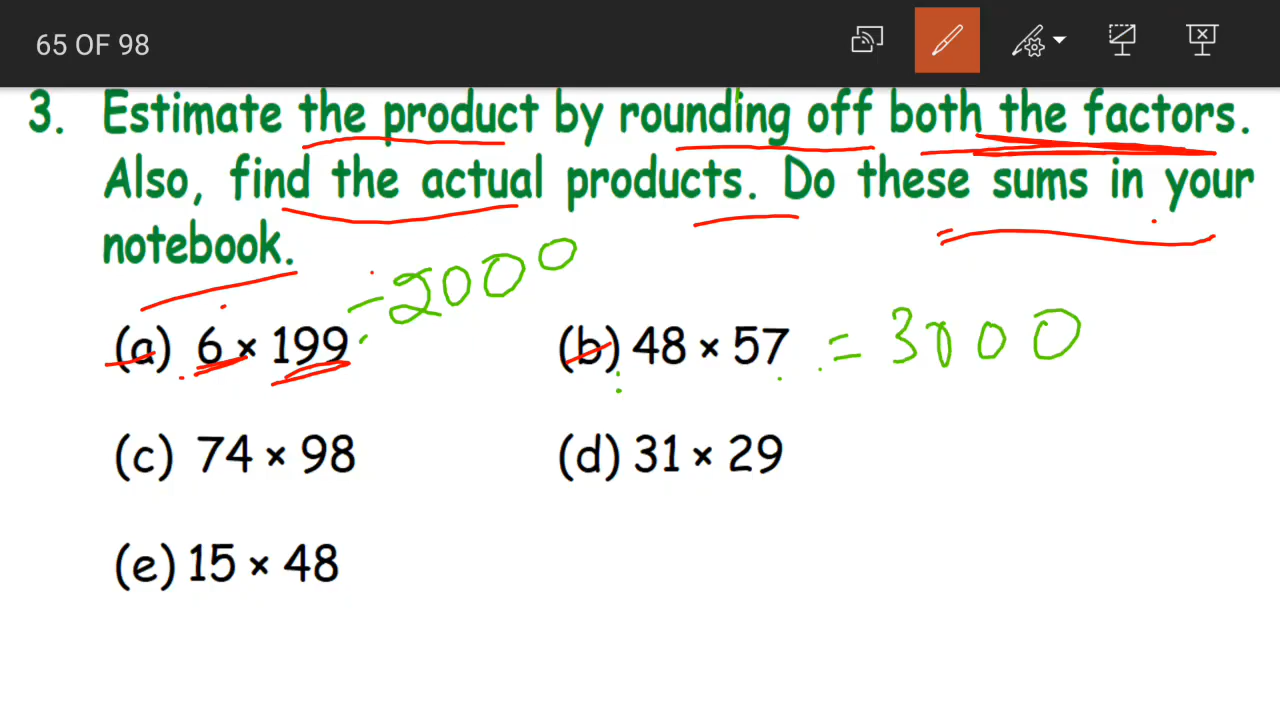 65 OF 98
3. Estimate the product by rounding off both the factors.
Also, find the actual products. Do these sums in your
notebook.
(a) 6 × 199 = 2000
(b) 48 × 57 = 3000
(c) 74 × 98
(d) 31 × 29
(e) 15 × 48